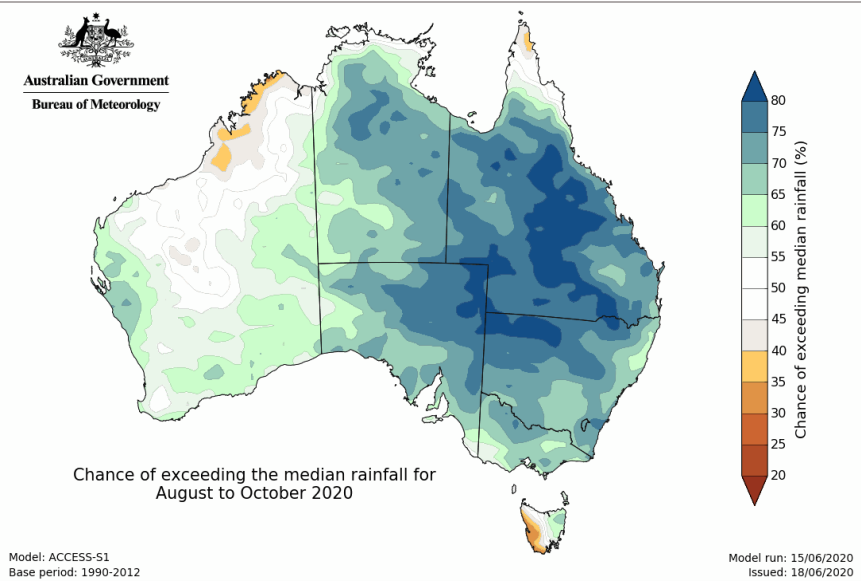 Australian Government
Bureau of Meteorology
80
75
70
65
60
55
50
45
40
35
30
25
20
Chance of exceeding median rainfall (%)
Chance of exceeding the median rainfall for
August to October 2020
Model: ACCESS-S1
Base period: 1990-2012
Model run: 15/06/2020
Issued: 18/06/2020